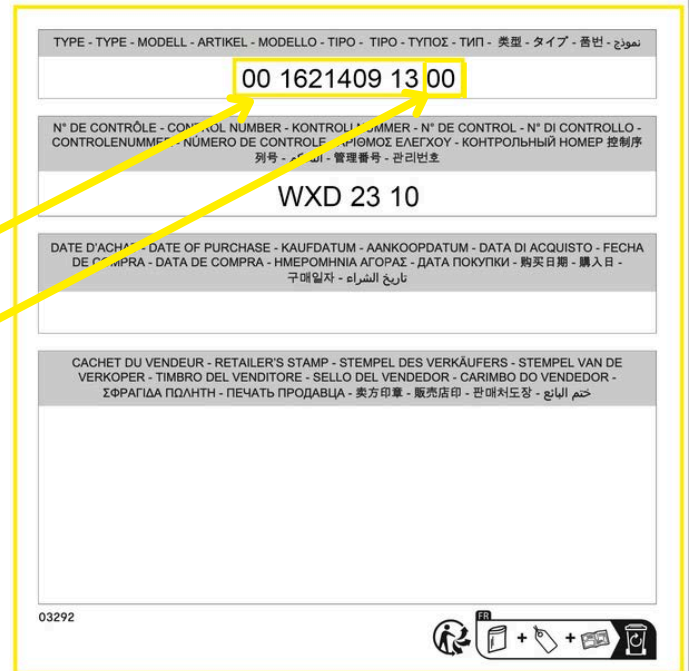 TYPE - TYPE - MODELL - ARTIKEL - MODELLO - TIPO - TIPO - ΤΥΠΟΣ - ТИП - 类型 - タイプ - 품번 - نموذج
00 1621409 13 00
N° DE CONTRÔLE - CONTROL NUMBER - KONTROLLNUMMER - N° DE CONTROL - N° DI CONTROLLO -
CONTROLENUMMER - NÚMERO DE CONTROLE - ΑΡΙΘΜΟΣ ΕΛΕΓΧΟΥ - КОНТРОЛЬНЫЙ НОМЕР 控制序
列号 - 管理番号 - 관리번호
WXD 23 10
DATE D'ACHAT - DATE OF PURCHASE - KAUFDATUM - AANKOOPDATUM - DATA DI ACQUISTO - FECHA
DE COMPRA - DATA DE COMPRA - ΗΜΕΡΟΜΗΝΙΑ ΑΓΟΡΑΣ - ДАТА ПОКУПКИ - 购买日期 - 購入日 -
구매일자 - تاريخ الشراء
CACHET DU VENDEUR - RETAILER'S STAMP - STEMPEL DES VERKÄUFERS - STEMPEL VAN DE
VERKOPER - TIMBRO DEL VENDITORE - SELLO DEL VENDEDOR - CARIMBO DO VENDEDOR -
ΣΦΡΑΓΙΔΑ ΠΩΛΗΤΗ - ПЕЧАТЬ ПРОДАВЦА - 卖方印章 - 販売店印 - 판매처도장 - ختم البائع
03292
FR